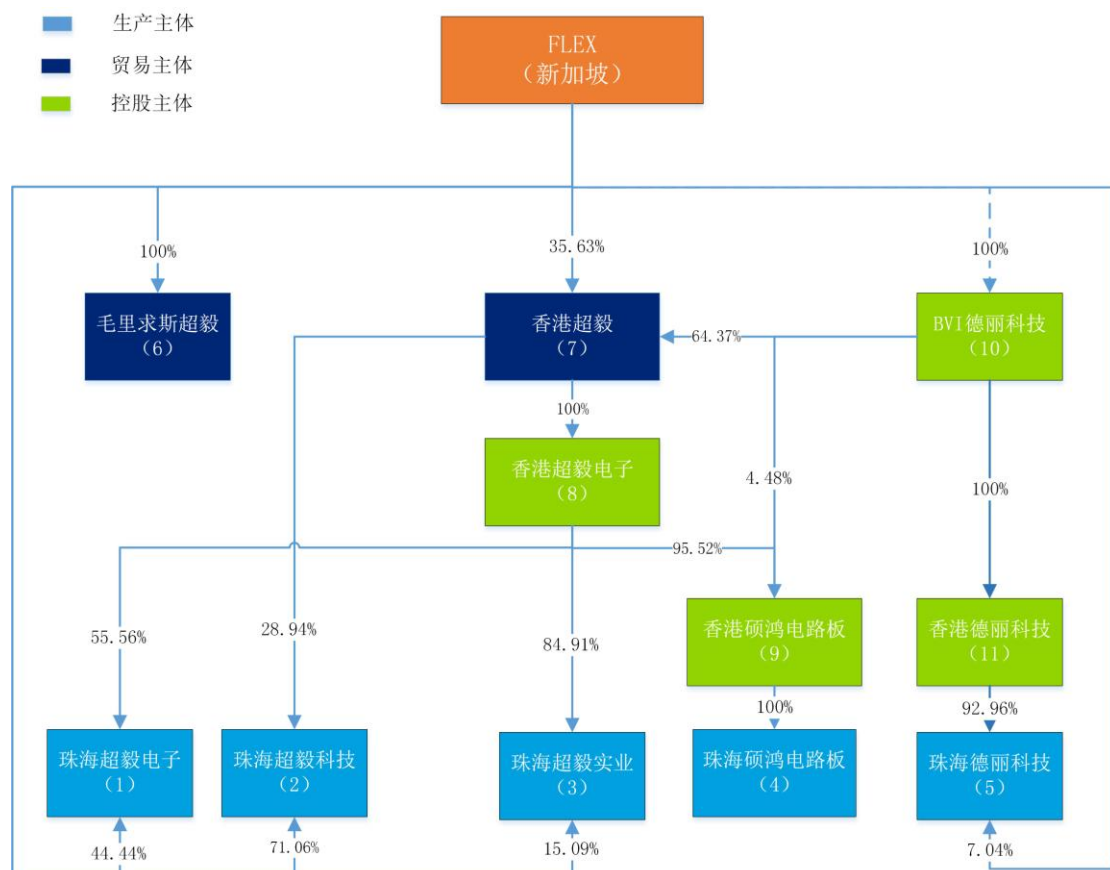 生产主体
贸易主体
控股主体
FLEX
（新加坡）
100%
35.63%
100%
毛里求斯超毅
（6）
香港超毅
（7）
64.37%
BVI德丽科技
（10）
100%
香港超毅电子
（8）
4.48%
100%
95.52%
55.56%
28.94%
84.91%
香港硕鸿电路板
（9）
香港德丽科技
（11）
100%
92.96%
珠海超毅电子
（1）
珠海超毅科技
（2）
珠海超毅实业
（3）
珠海硕鸿电路板
（4）
珠海德丽科技
（5）
44.44%
71.06%
15.09%
7.04%